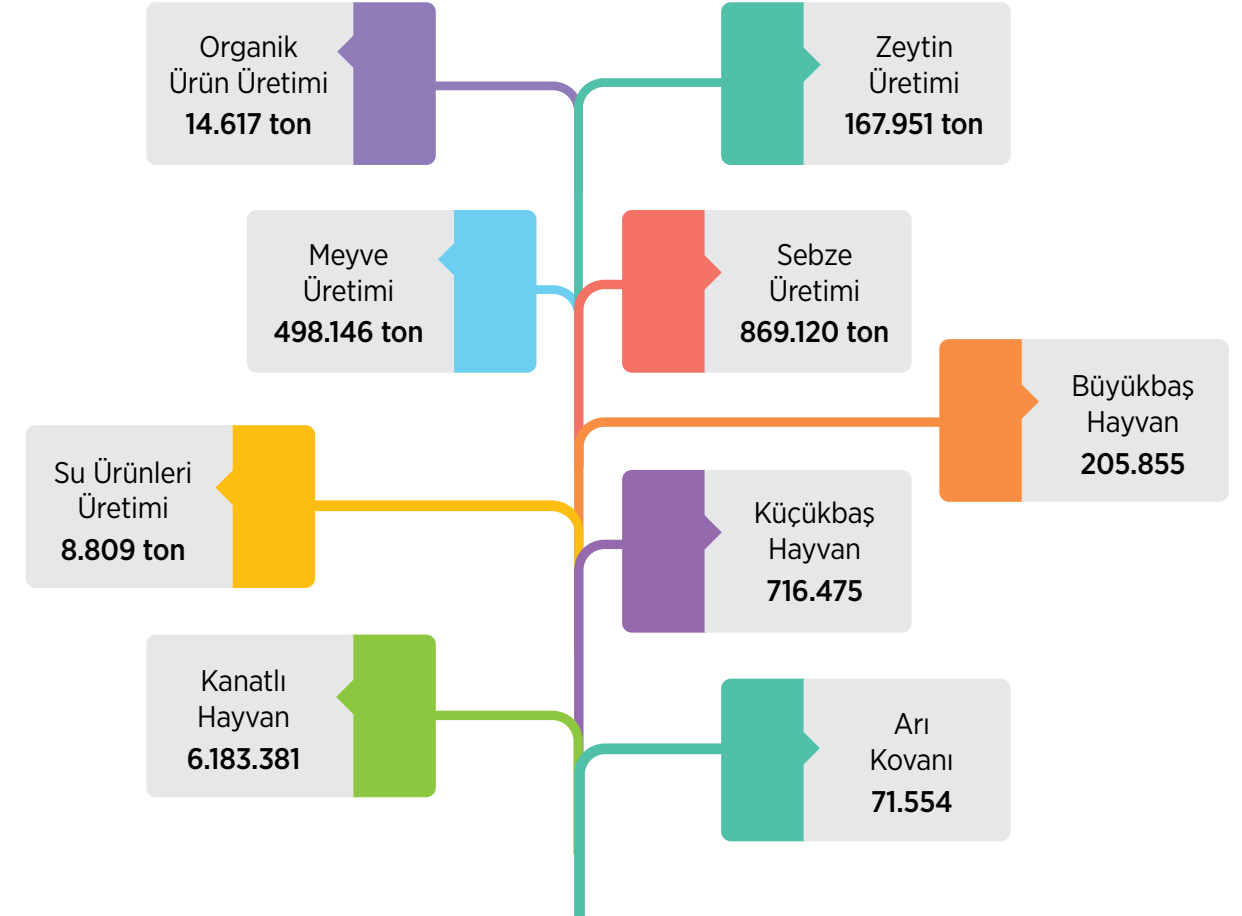 Organik
Ürün Üretimi
14.617 ton
Zeytin
Üretimi
167.951 ton
Meyve
Üretimi
498.146 ton
Sebze
Üretimi
869.120 ton
Büyükbaş
Hayvan
205.855
Su Ürünleri
Üretimi
8.809 ton
Küçükbaş
Hayvan
716.475
Kanatlı
Hayvan
6.183.381
Arı
Kovanı
71.554